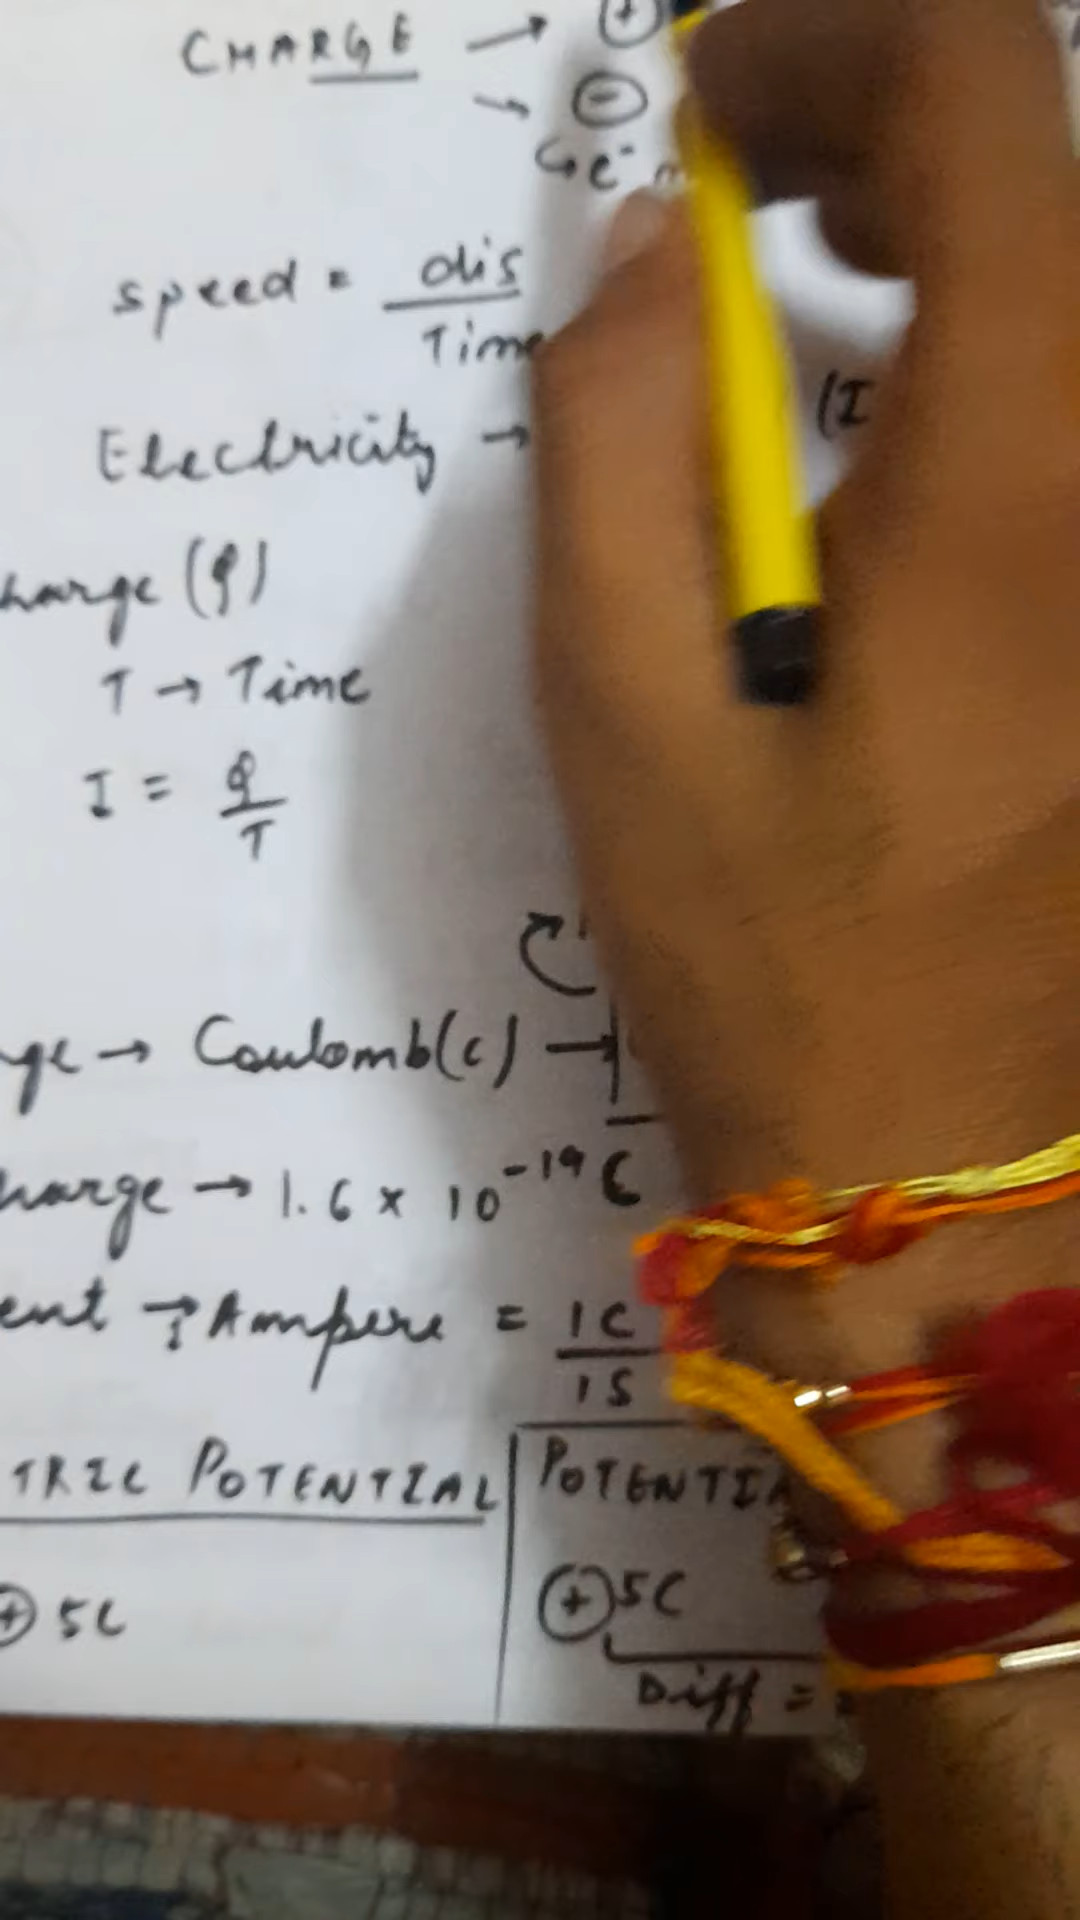 CHARGE → ⊕
→ ⊖
↳ e⁻
speed = dis
Time
Electricity →
harge (Q)
(I
T → Time
I = Q
T
ge → Coulomb(c) →
harge → 1.6 × 10⁻¹⁹ C
ent → I Ampere = 1C
1S
TRIC POTENTIAL POTENTIA
⊕ 5C ⊕ 5C
Diff =